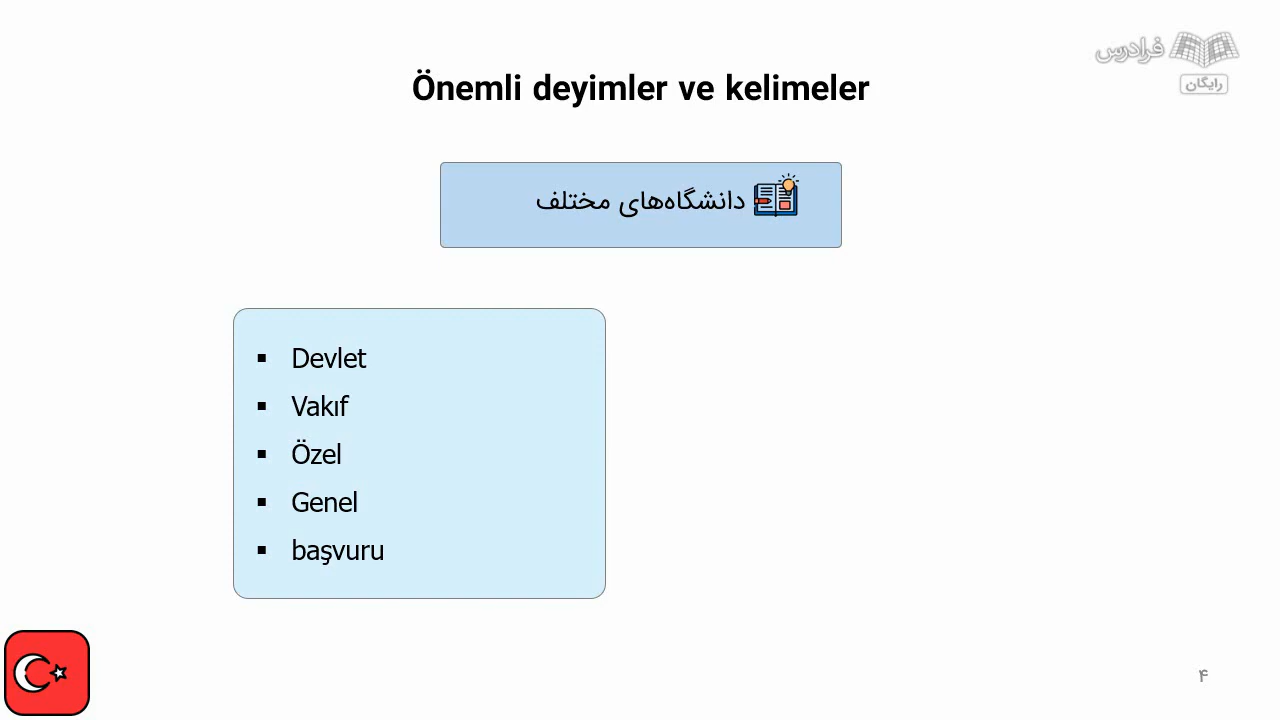 فرادرس
رایگان
Önemli deyimler ve kelimeler
دانشگاه‌های مختلف
▪ Devlet
▪ Vakıf
▪ Özel
▪ Genel
▪ başvuru
۴